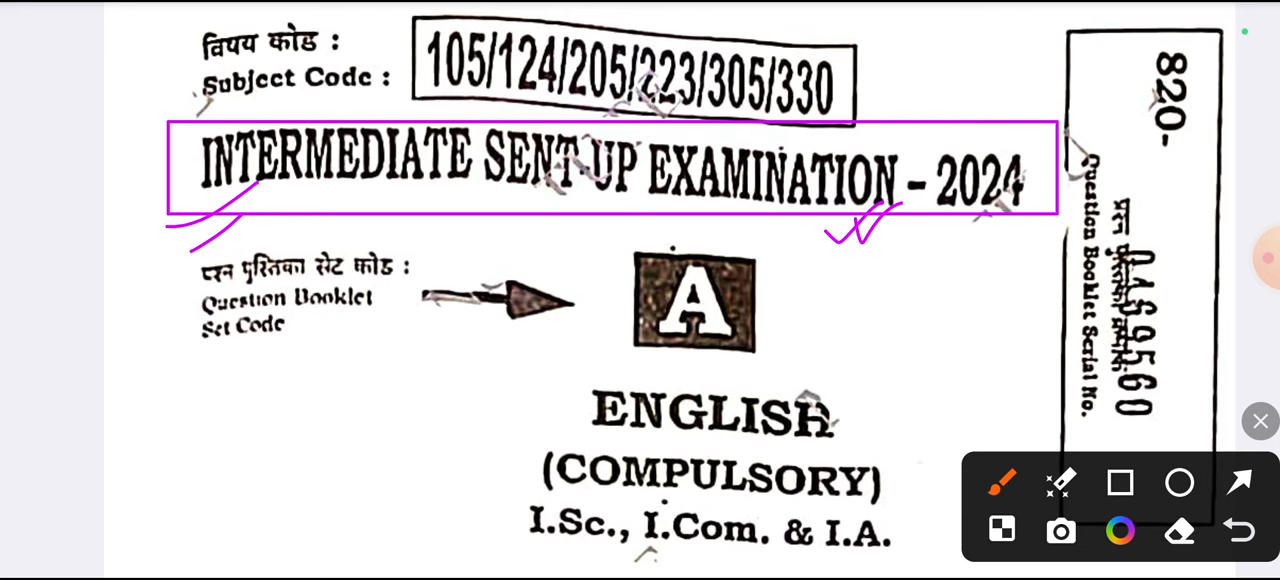 विषय कोड :
Subject Code :
105/124/205/223/305/330
INTERMEDIATE SENT-UP EXAMINATION - 2024
प्रश्न पुस्तिका सेट कोड :
Question Booklet
Set Code
A
ENGLISH
(COMPULSORY)
I.Sc., I.Com. & I.A.
820-
प्रश्न
Question Booklet Serial No.